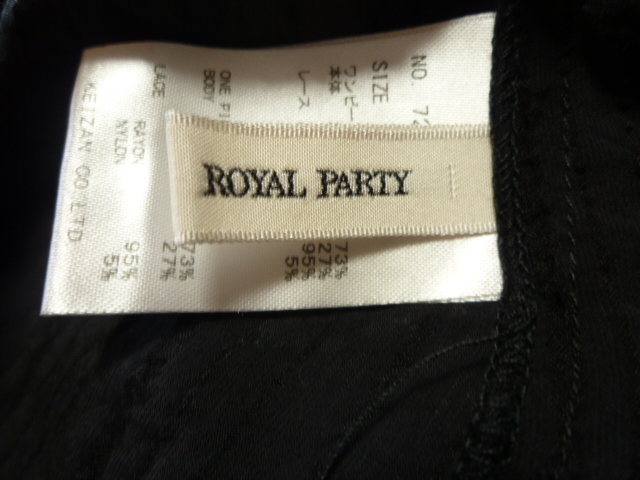 ROYAL PARTY
NO. 7
SIZE
ワンピー
本体
レース
73%
27%
95%
5%
ONE PI
BODY
73%
27%
LACE
RAYON 95%
NYLON 5%
KEIZAN CO LTD